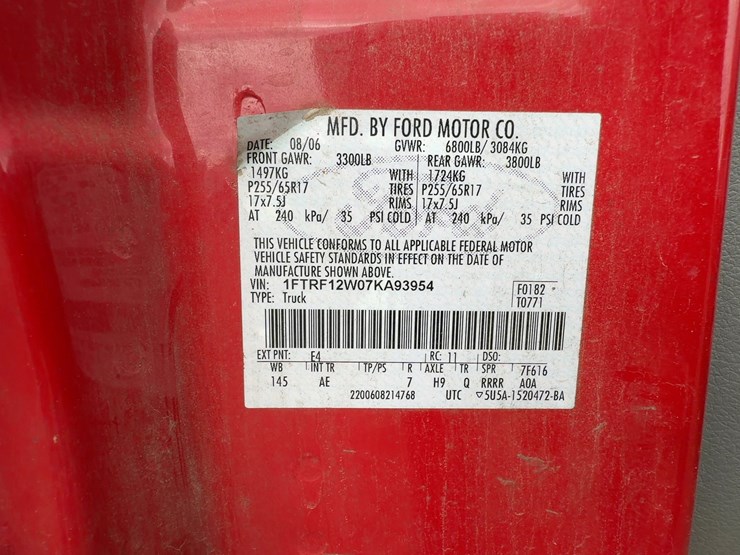 MFD. BY FORD MOTOR CO.
DATE: 08/06 GVWR: 6800LB/ 3084KG
FRONT GAWR: 3300LB REAR GAWR: 3800LB
1497KG WITH 1724KG WITH
P255/65R17 TIRES P255/65R17 TIRES
17x7.5J RIMS 17x7.5J RIMS
AT 240 kPa/ 35 PSI COLD AT 240 kPa/ 35 PSI COLD
Ford
THIS VEHICLE CONFORMS TO ALL APPLICABLE FEDERAL MOTOR
VEHICLE SAFETY STANDARDS IN EFFECT ON THE DATE OF
MANUFACTURE SHOWN ABOVE.
VIN: 1FTRF12W07KA93954 F0182
TYPE: Truck T0771
EXT PNT: E4 RC: 11 DSO:
WB INT TR TP/PS R AXLE TR SPR 7F616
145 AE 7 H9 Q RRRR AOA
2200608214768 UTC ▽5U5A-1520472-BA